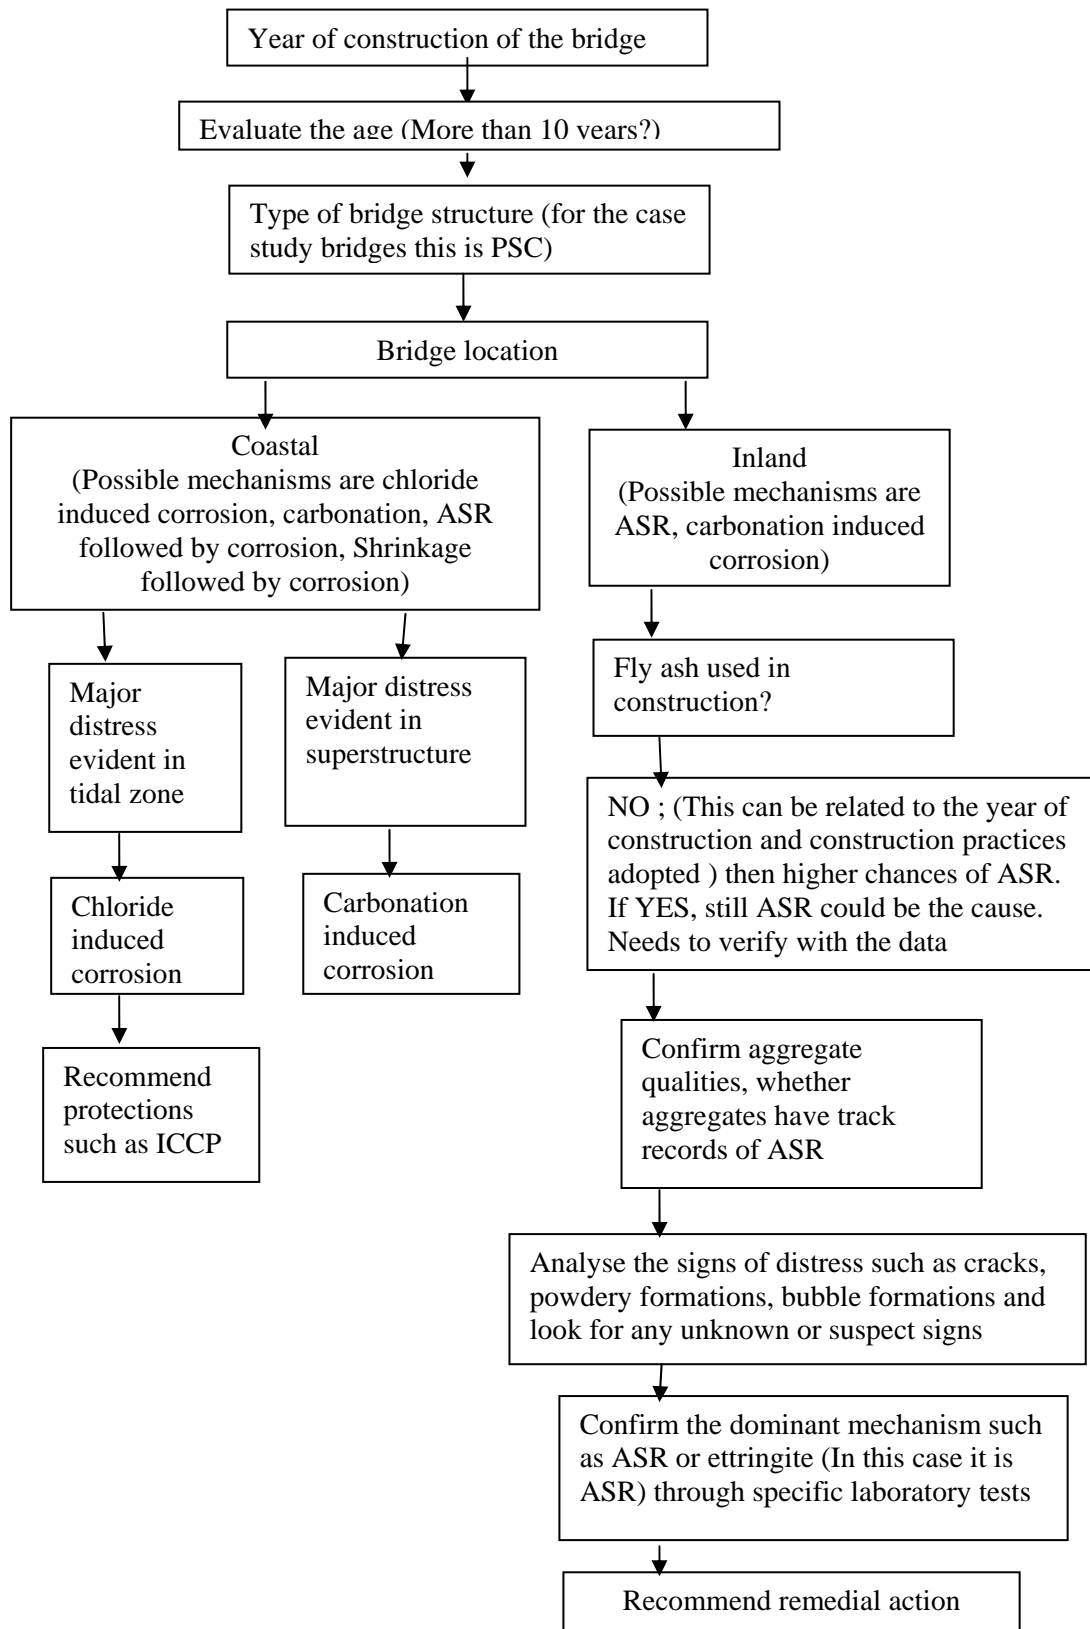 Year of construction of the bridge
Evaluate the age (More than 10 years?)
Type of bridge structure (for the case
study bridges this is PSC)
Bridge location
Coastal
(Possible mechanisms are chloride
induced corrosion, carbonation, ASR
followed by corrosion, Shrinkage
followed by corrosion)
Inland
(Possible mechanisms are
ASR, carbonation induced
corrosion)
Major
distress
evident in
tidal zone
Major distress
evident in
superstructure
Fly ash used in
construction?
NO ; (This can be related to the year of
construction and construction practices
adopted ) then higher chances of ASR.
If YES, still ASR could be the cause.
Needs to verify with the data
Chloride
induced
corrosion
Carbonation
induced
corrosion
Recommend
protections
such as ICCP
Confirm aggregate
qualities, whether
aggregates have track
records of ASR
Analyse the signs of distress such as cracks,
powdery formations, bubble formations and
look for any unknown or suspect signs
Confirm the dominant mechanism such
as ASR or ettringite (In this case it is
ASR) through specific laboratory tests
Recommend remedial action